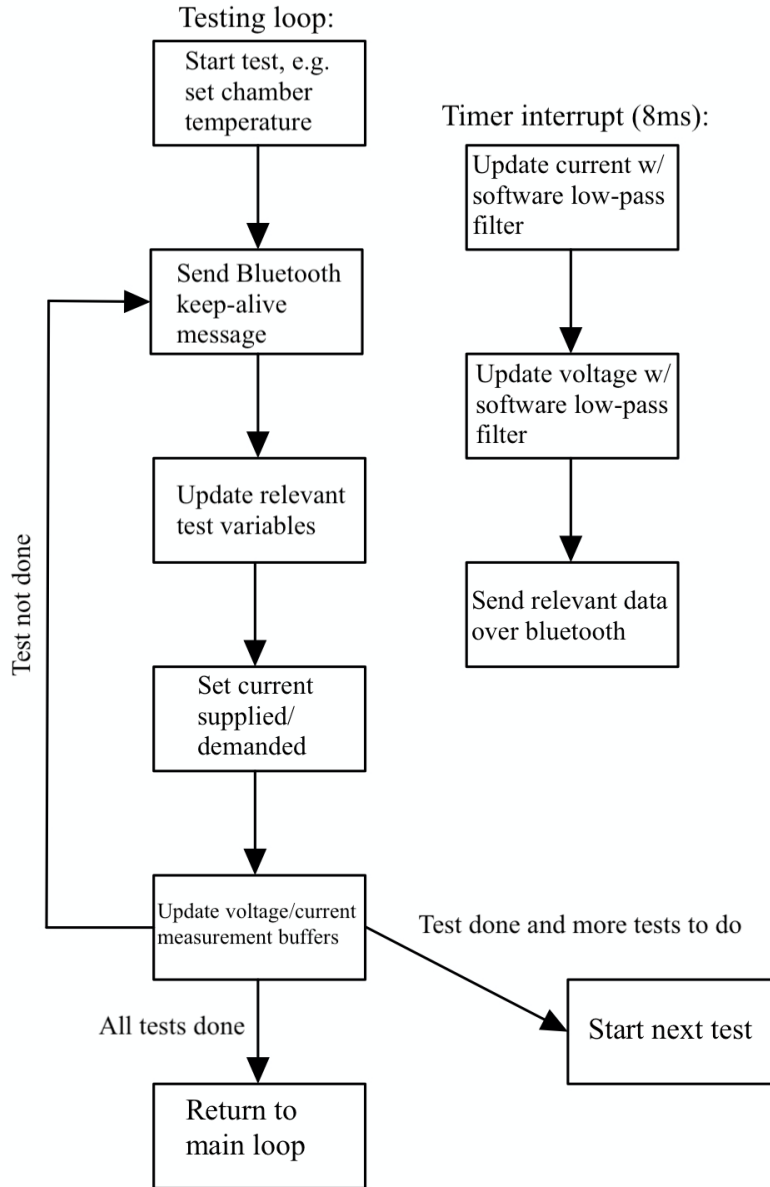 Testing loop:
Start test, e.g.
set chamber
temperature
Send Bluetooth
keep-alive
message
Update relevant
test variables
Set current
supplied/
demanded
Update voltage/current
measurement buffers
Test not done
All tests done
Return to
main loop
Test done and more tests to do
Start next test
Timer interrupt (8ms):
Update current w/
software low-pass
filter
Update voltage w/
software low-pass
filter
Send relevant data
over bluetooth